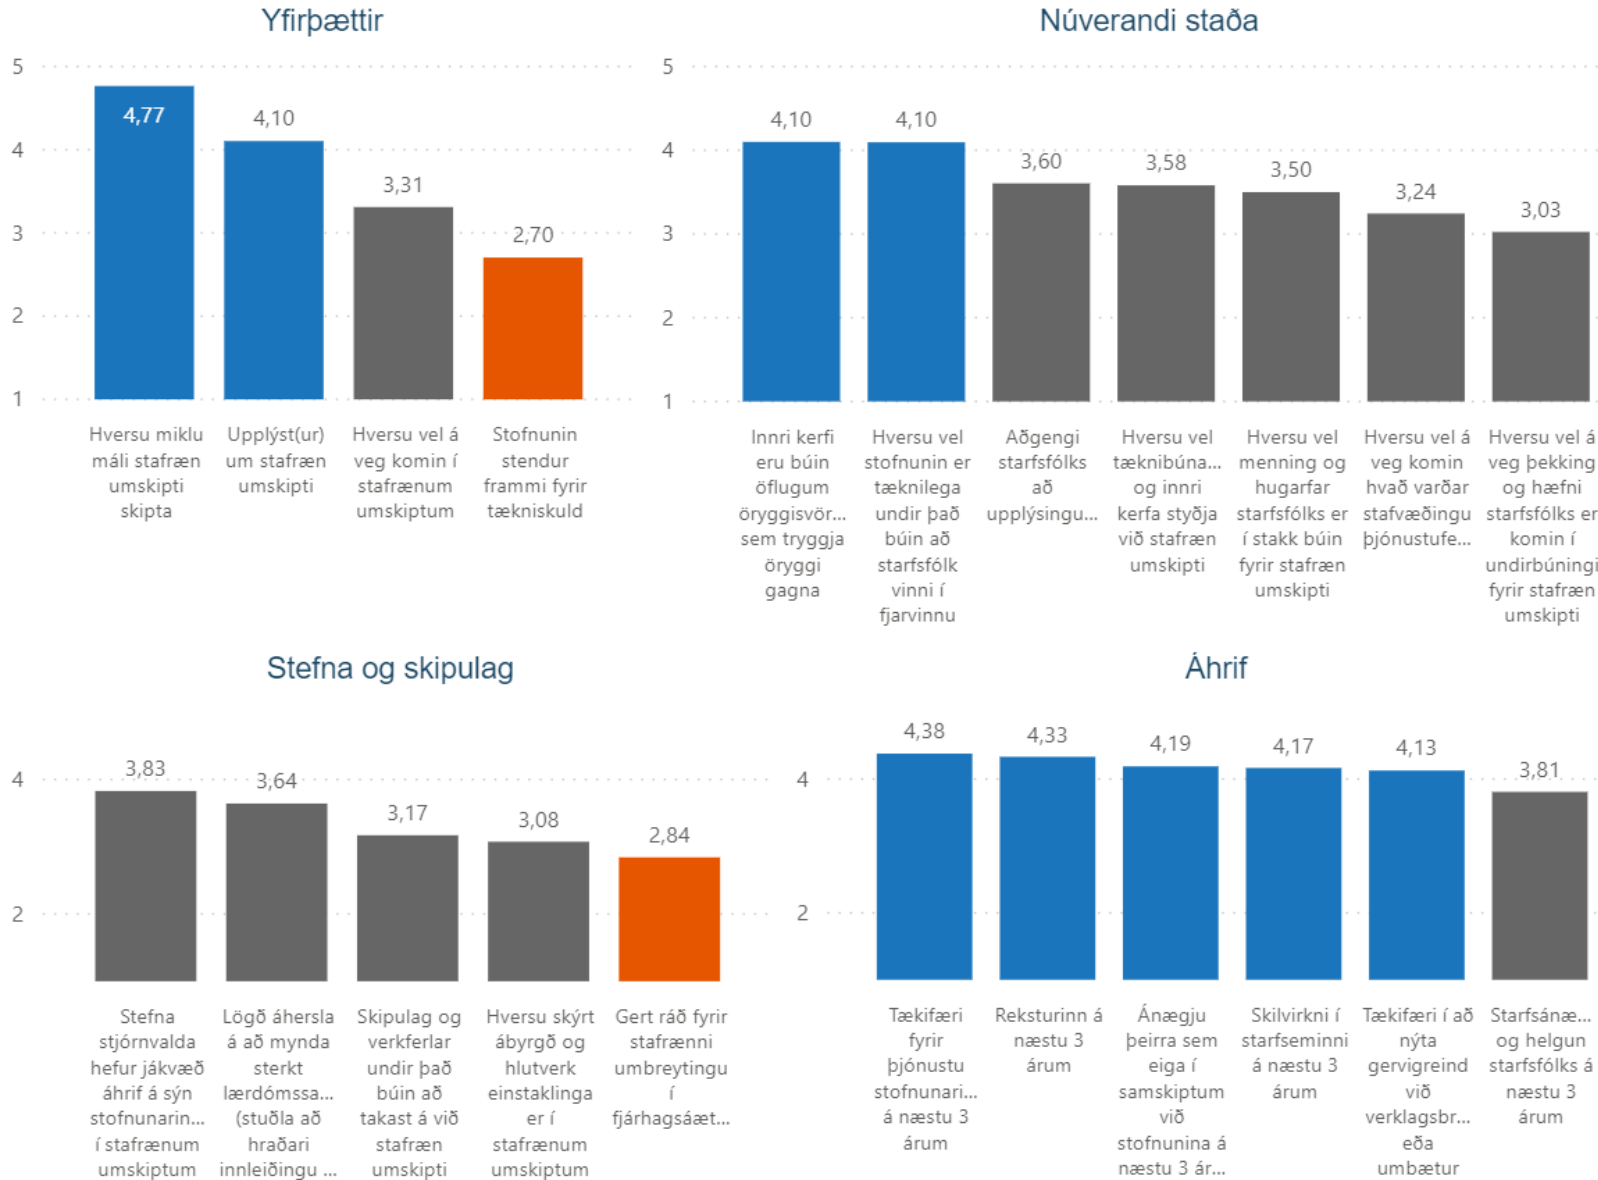 Yfirþættir
5
4
3
2
1
4,77
4,10
3,31
2,70
Hversu miklu
máli stafræn
umskipti
skipta
Upplýst(ur)
um stafræn
umskipti
Hversu vel á
veg komin í
stafrænum
umskiptum
Stofnunin
stendur
frammi fyrir
tækniskuld
Núverandi staða
5
4
3
2
1
4,10
4,10
3,60
3,58
3,50
3,24
3,03
Innri kerfi
eru búin
öflugum
öryggisvör...
sem tryggja
öryggi
gagna
Hversu vel
stofnunin er
tæknilega
undir það
búin að
starfsfólk
vinni í
fjarvinnu
Aðgengi
starfsfólks
að
upplýsingu...
Hversu vel
tæknibúna...
og innri
kerfa styðja
við stafræn
umskipti
Hversu vel
menning og
hugarfar
starfsfólks er
í stakk búin
fyrir stafræn
umskipti
Hversu vel á
veg komin
hvað varðar
stafvæðingu
þjónustufe...
Hversu vel á
veg þekking
og hæfni
starfsfólks er
komin í
undirbúningi
fyrir stafræn
umskipti
Stefna og skipulag
4
2
3,83
3,64
3,17
3,08
2,84
Stefna
stjórnvalda
hefur jákvæð
áhrif á sýn
stofnunarin...
í stafrænum
umskiptum
Lögð áhersla
á að mynda
sterkt
lærdómssa...
(stuðla að
hraðari
innleiðingu ...
Skipulag og
verkferlar
undir það
búin að
takast á við
stafræn
umskipti
Hversu skýrt
ábyrgð og
hlutverk
einstaklinga
er í
stafrænum
umskiptum
Gert ráð fyrir
stafrænni
umbreytingu
í
fjárhagsáæt...
Áhrif
4
2
4,38
4,33
4,19
4,17
4,13
3,81
Tækifæri
fyrir
þjónustu
stofnunari...
á næstu 3
árum
Reksturinn á
næstu 3
árum
Ánægju
þeirra sem
eiga í
samskiptum
við
stofnunina á
næstu 3 ár...
Skilvirkni í
starfseminni
á næstu 3
árum
Tækifæri í að
nýta
gervigreind
við
verklagsbr...
eða
umbætur
Starfsánæ...
og helgun
starfsfólks á
næstu 3
árum